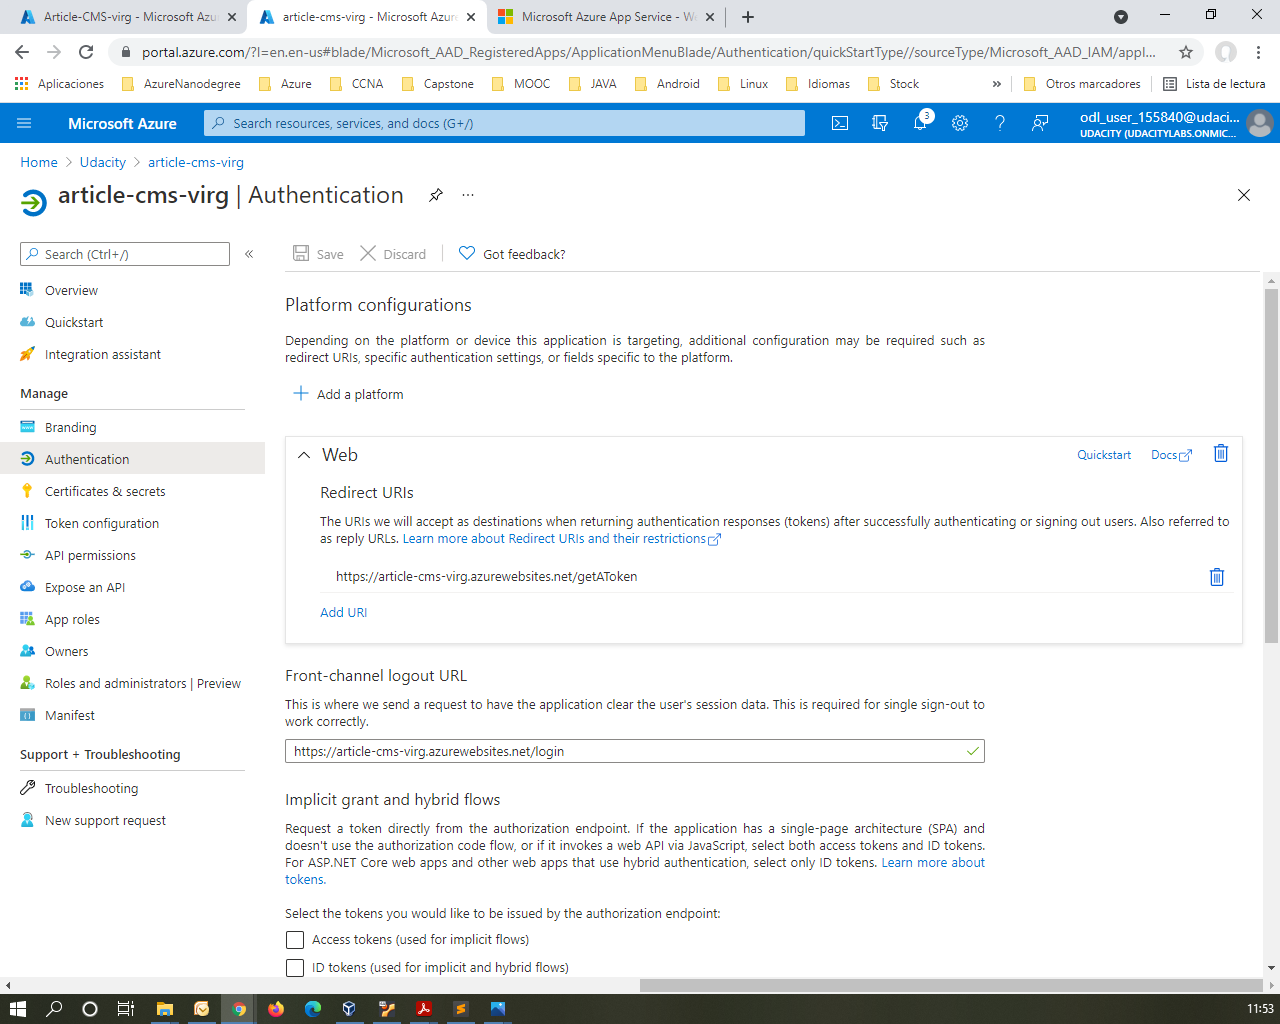 Article-CMS-virg - Microsoft Azu
article-cms-virg - Microsoft Azure
Microsoft Azure App Service - We
portal.azure.com/?l=en.en-us#blade/Microsoft_AAD_RegisteredApps/ApplicationMenuBlade/Authentication/quickStartType//sourceType/Microsoft_AAD_IAM/appl...
Aplicaciones
AzureNanodegree
Azure
CCNA
Capstone
MOOC
JAVA
Android
Linux
Idiomas
Stock
»
Otros marcadores
Lista de lectura
Microsoft Azure
Search resources, services, and docs (G+/)
3
odl_user_155840@udaci...
UDACITY (UDACITYLABS.ONMIC...
Home > Udacity > article-cms-virg
article-cms-virg | Authentication
Search (Ctrl+/)
«
Overview
Quickstart
Integration assistant
Manage
Branding
Authentication
Certificates & secrets
Token configuration
API permissions
Expose an API
App roles
Owners
Roles and administrators | Preview
Manifest
Support + Troubleshooting
Troubleshooting
New support request
Save
Discard
Got feedback?
Platform configurations
Depending on the platform or device this application is targeting, additional configuration may be required such as
redirect URIs, specific authentication settings, or fields specific to the platform.
Add a platform
Web
Quickstart
Docs
Redirect URIs
The URIs we will accept as destinations when returning authentication responses (tokens) after successfully authenticating or signing out users. Also referred to
as reply URLs. Learn more about Redirect URIs and their restrictions
https://article-cms-virg.azurewebsites.net/getAToken
Add URI
Front-channel logout URL
This is where we send a request to have the application clear the user's session data. This is required for single sign-out to
work correctly.
https://article-cms-virg.azurewebsites.net/login
Implicit grant and hybrid flows
Request a token directly from the authorization endpoint. If the application has a single-page architecture (SPA) and
doesn't use the authorization code flow, or if it invokes a web API via JavaScript, select both access tokens and ID tokens.
For ASP.NET Core web apps and other web apps that use hybrid authentication, select only ID tokens. Learn more about
tokens.
Select the tokens you would like to be issued by the authorization endpoint:
Access tokens (used for implicit flows)
ID tokens (used for implicit and hybrid flows)
11:53